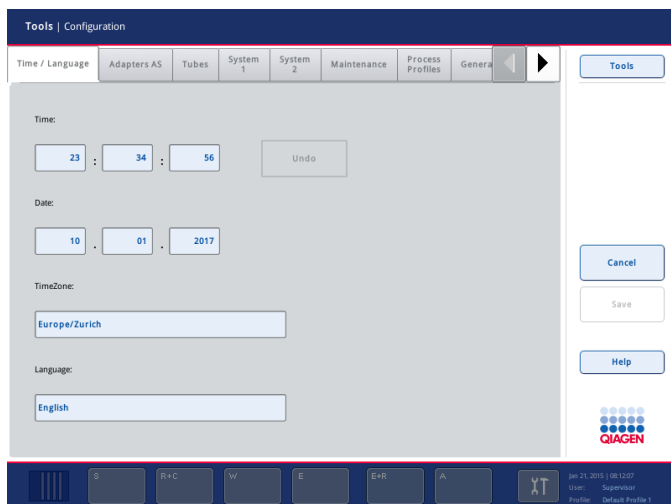 Tools | Configuration
Time / Language
Adapters AS
Tubes
System
1
System
2
Maintenance
Process
Profiles
Genera
Tools
Time:
23 : 34 : 56
Undo
Date:
10 . 01 . 2017
Cancel
TimeZone:
Save
Europe/Zurich
Help
Language:
English
QIAGEN
S
R+C
W
E
E+R
A
Jan 21, 2015 | 08:12:07
User: Supervisor
Profile: Default Profile 1